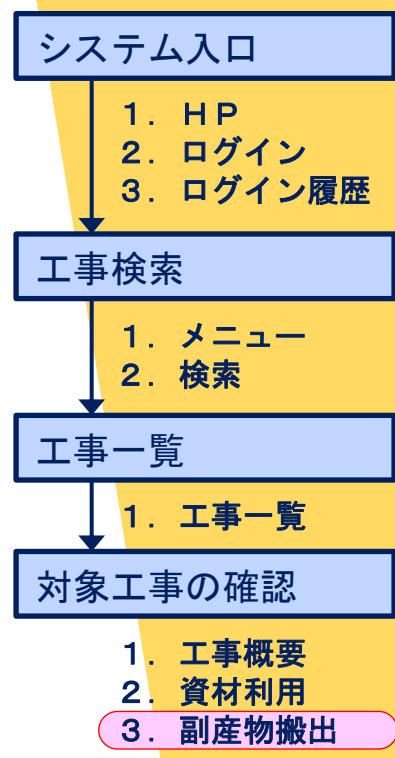 システム入口
１．ＨＰ
２．ログイン
３．ログイン履歴
工事検索
１．メニュー
２．検索
工事一覧
１．工事一覧
対象工事の確認
１．工事概要
２．資材利用
３．副産物搬出